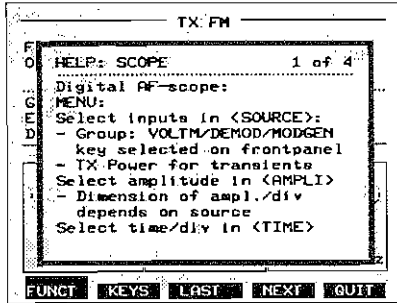 TX FM
F
O
HELP: SCOPE 1 of 4
Digital AF-scope:
G
MENU:
E
Select inputs in <SOURCE>:
D
- Group: VOLTM/DEMOD/MODGEN
key selected on frontpanel
- TX Power for transients
Select amplitude in <AMPLI>
- Dimension of ampl./div
depends on source
Select time/div in <TIME>
z
FUNCT KEYS LAST NEXT QUIT